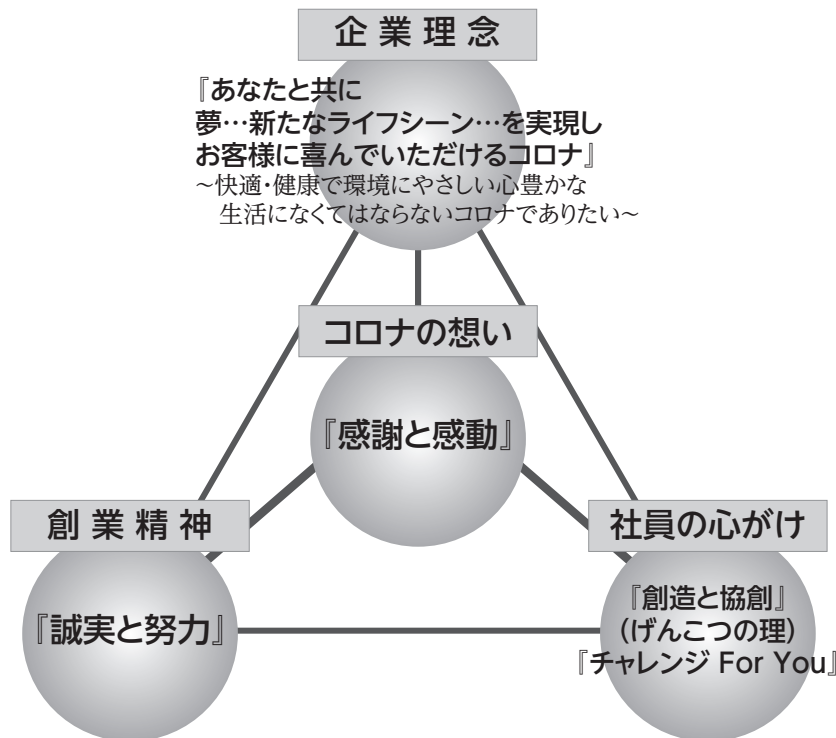 企業理念
『あなたと共に
夢…新たなライフシーン…を実現し
お客様に喜んでいただけるコロナ』
～快適・健康で環境にやさしい心豊かな
生活になくてはならないコロナでありたい～
コロナの想い
『感謝と感動』
創業精神
『誠実と努力』
社員の心がけ
『創造と協創』
(げんこつの理)
『チャレンジ For You』